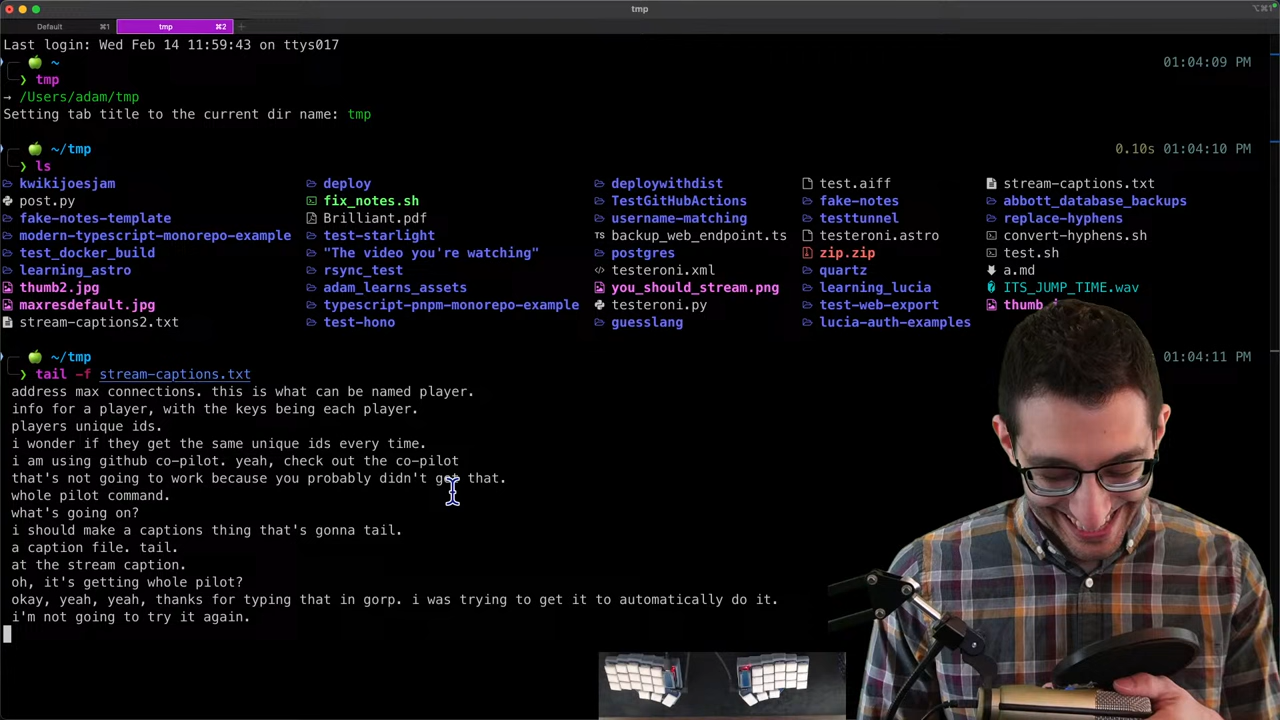 tmp
Default ⌘1 tmp ⌘2 + ⌥⌘1
Last login: Wed Feb 14 11:59:43 on ttys017
~ 01:04:09 PM
❯ tmp
→ /Users/adam/tmp
Setting tab title to the current dir name: tmp
~/tmp 0.10s 01:04:10 PM
❯ ls
kwikijoesjam deploy deploywithdist test.aiff stream-captions.txt
post.py fix_notes.sh TestGitHubActions fake-notes abbott_database_backups
fake-notes-template Brilliant.pdf username-matching testtunnel replace-hyphens
modern-typescript-monorepo-example test-starlight TS backup_web_endpoint.ts testeroni.astro convert-hyphens.sh
test_docker_build "The video you're watching" postgres zip.zip test.sh
learning_astro rsync_test testeroni.xml quartz a.md
thumb2.jpg adam_learns_assets you_should_stream.png learning_lucia ITS_JUMP_TIME.wav
maxresdefault.jpg typescript-pnpm-monorepo-example testeroni.py test-web-export thumb
stream-captions2.txt test-hono guesslang lucia-auth-examples
~/tmp 01:04:11 PM
❯ tail -f stream-captions.txt
address max connections. this is what can be named player.
info for a player, with the keys being each player.
players unique ids.
i wonder if they get the same unique ids every time.
i am using github co-pilot. yeah, check out the co-pilot
that's not going to work because you probably didn't get that.
whole pilot command.
what's going on?
i should make a captions thing that's gonna tail.
a caption file. tail.
at the stream caption.
oh, it's getting whole pilot?
okay, yeah, yeah, thanks for typing that in gorp. i was trying to get it to automatically do it.
i'm not going to try it again.